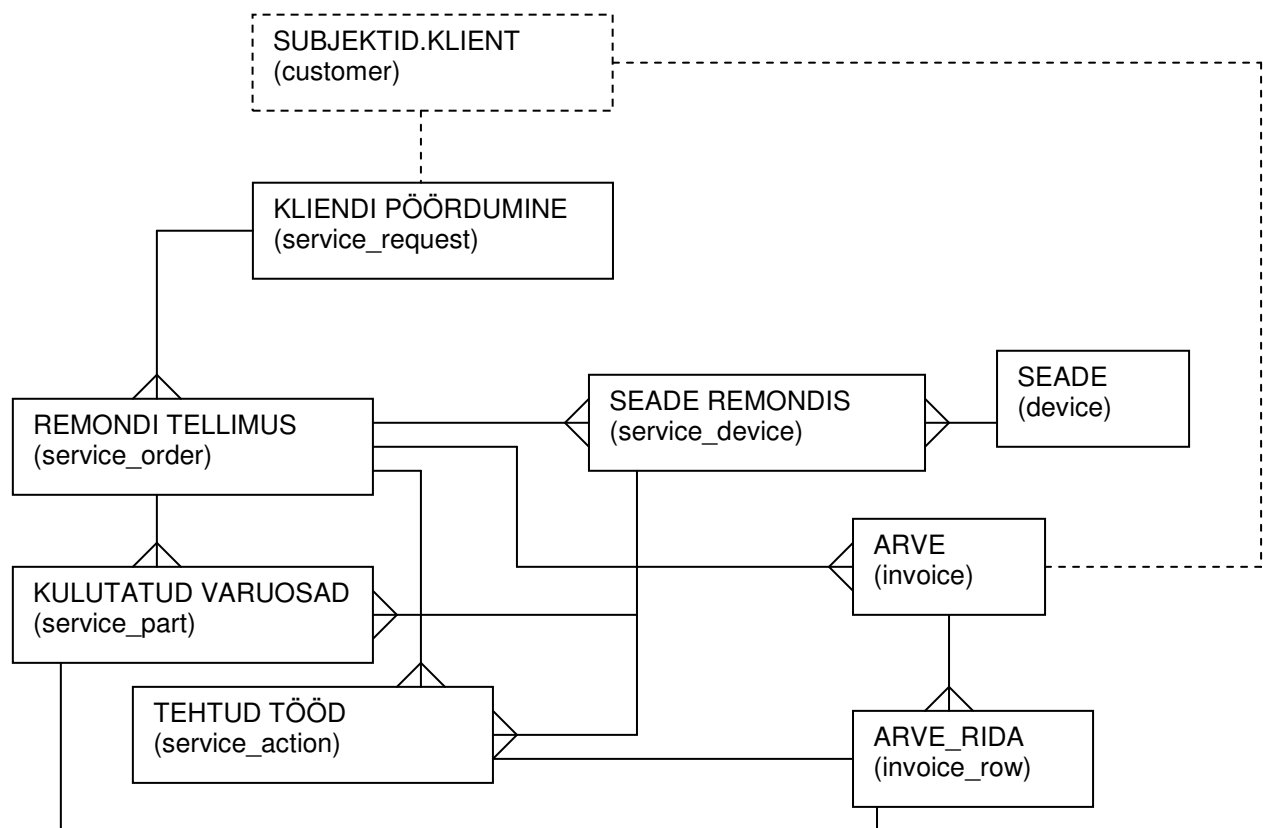 SUBJEKTID.KLIENT
(customer)
KLIENDI PÖÖRDUMINE
(service_request)
SEADE
(device)
SEADE REMONDIS
(service_device)
REMONDI TELLIMUS
(service_order)
ARVE
(invoice)
KULUTATUD VARUOSAD
(service_part)
TEHTUD TÖÖD
(service_action)
ARVE_RIDA
(invoice_row)